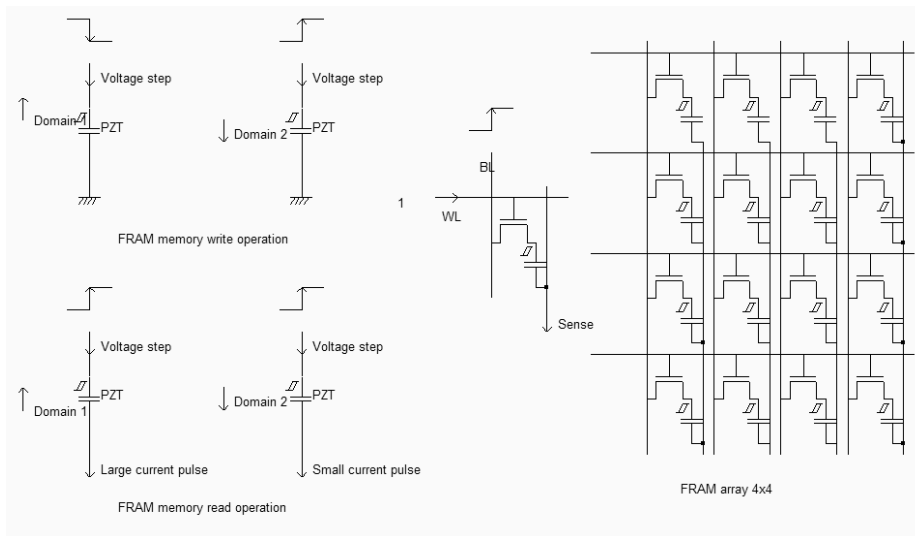 Voltage step
Voltage step
Domain 1
PZT
Domain 2
PZT
FRAM memory write operation
Voltage step
Voltage step
Domain 1
PZT
Domain 2
PZT
Large current pulse
Small current pulse
FRAM memory read operation
BL
1
WL
Sense
FRAM array 4x4